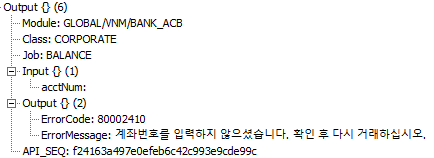 Output {} (6)
Module: GLOBAL/VNM/BANK_ACB
Class: CORPORATE
Job: BALANCE
Input {} (1)
acctNum:
Output {} (2)
ErrorCode: 80002410
ErrorMessage: 계좌번호를 입력하지 않으셨습니다. 확인 후 다시 거래하십시오.
API_SEQ: f24163a497e0efeb6c42c993e9cde99c